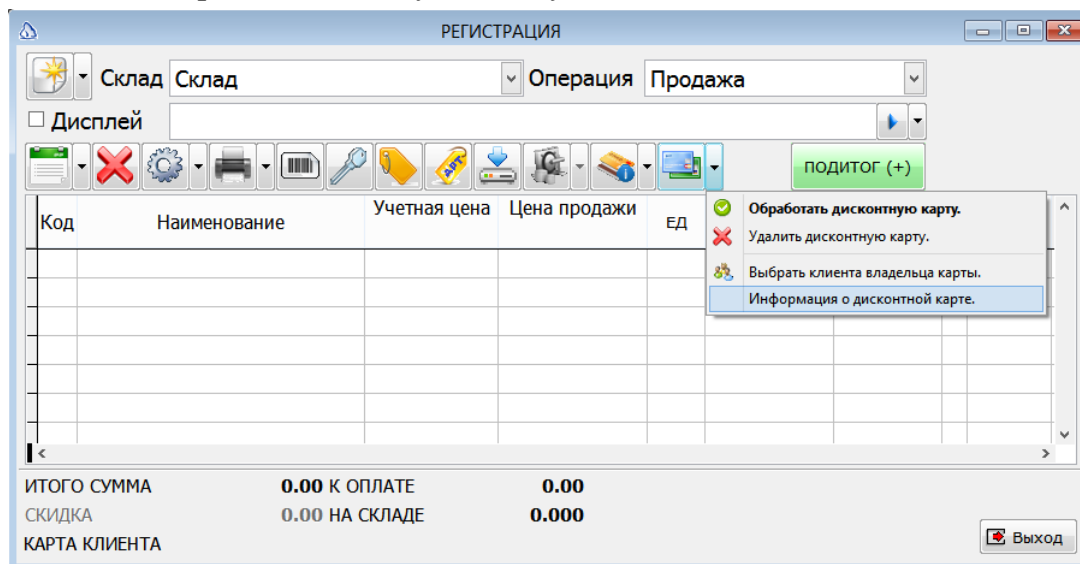 РЕГИСТРАЦИЯ
Склад Склад Операция Продажа
Дисплей
ПОДИТОГ (+)
Код Наименование Учетная цена Цена продажи ЕД
Обработать дисконтную карту.
Удалить дисконтную карту.
Выбрать клиента владельца карты.
Информация о дисконтной карте.
ИТОГО СУММА 0.00 К ОПЛАТЕ 0.00
СКИДКА 0.00 НА СКЛАДЕ 0.000
КАРТА КЛИЕНТА
Выход